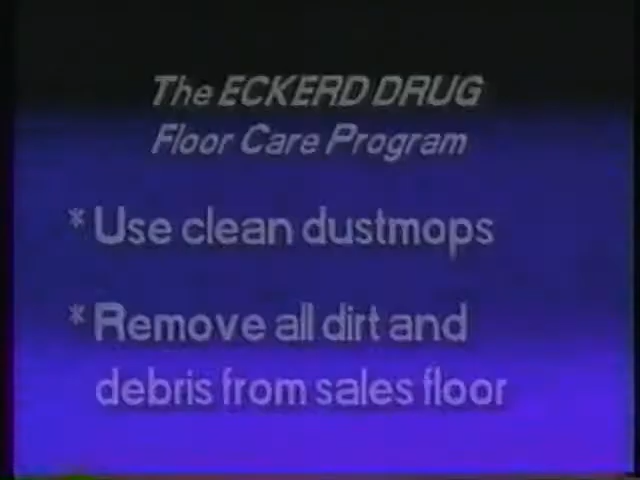 The ECKERD DRUG
Floor Care Program
* Use clean dustmops
* Remove all dirt and
debris from sales floor